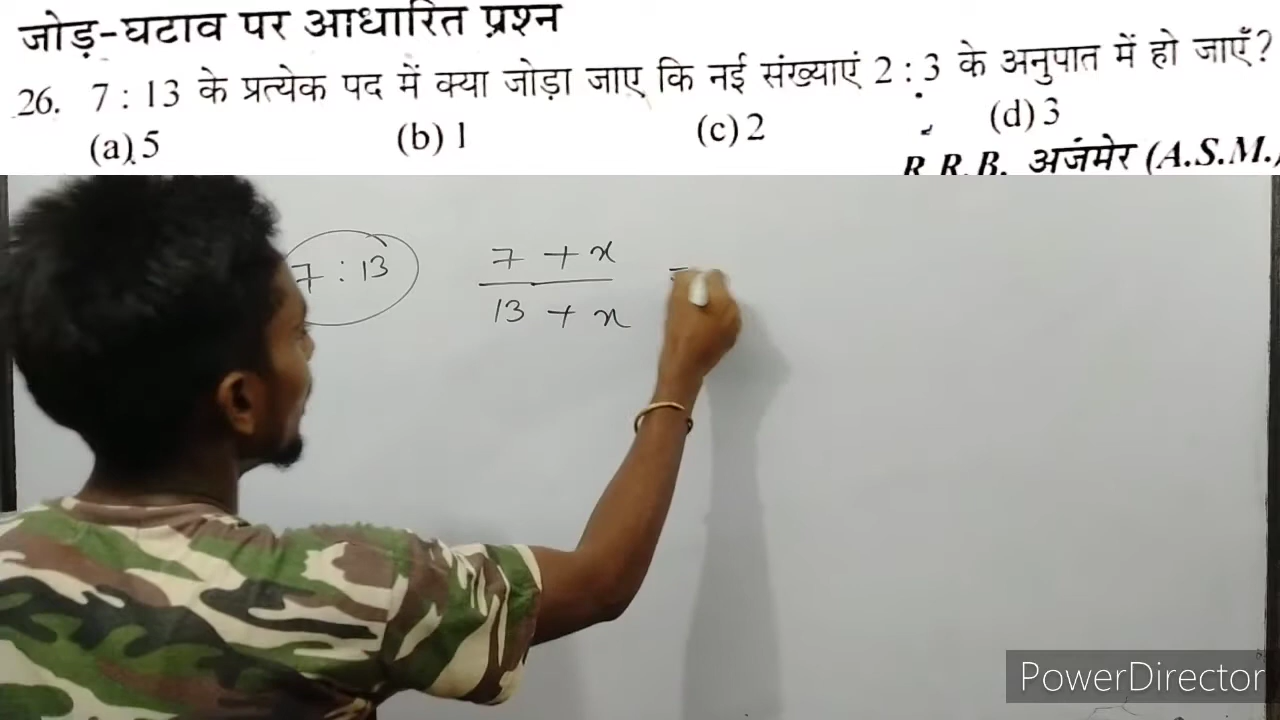 जोड़-घटाव पर आधारित प्रश्न
26. 7 : 13 के प्रत्येक पद में क्या जोड़ा जाए कि नई संख्याएं 2 : 3 के अनुपात में हो जाएँ?
(a) 5 (b) 1 (c) 2 (d) 3
R.R.B. अजमेर (A.S.M.)
7 : 13
7 + x =
13 + x
PowerDirector